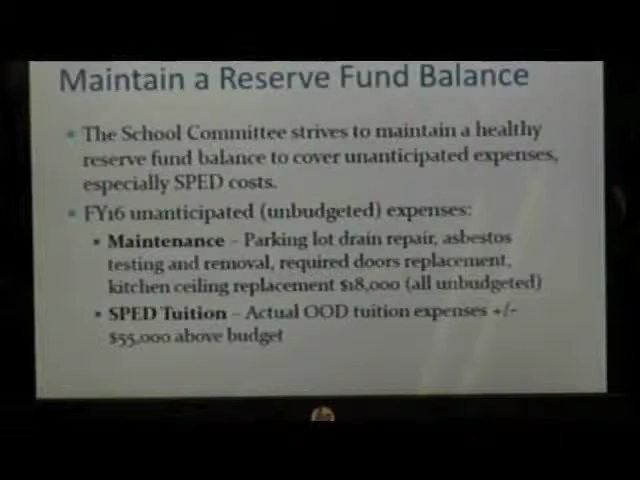 Maintain a Reserve Fund Balance
• The School Committee strives to maintain a healthy
reserve fund balance to cover unanticipated expenses,
especially SPED costs.
• FY16 unanticipated (unbudgeted) expenses:
• Maintenance – Parking lot drain repair, asbestos
testing and removal, required doors replacement,
kitchen ceiling replacement $18,000 (all unbudgeted)
• SPED Tuition – Actual OOD tuition expenses +/-
$55,000 above budget
hp